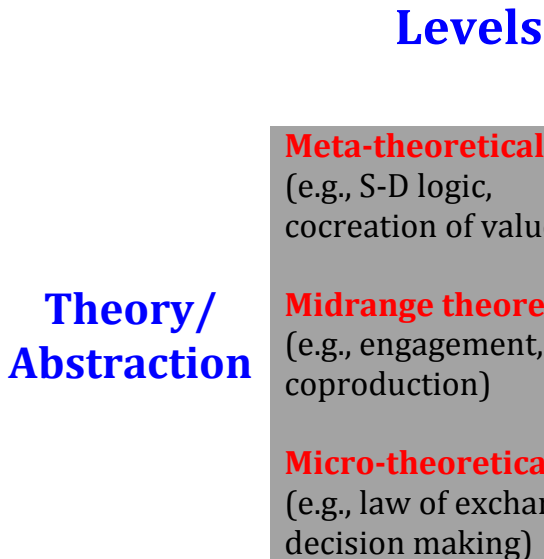 Levels
Meta-theoretical
(e.g., S-D logic,
cocreation of valu
Theory/
Abstraction
Midrange theore
(e.g., engagement,
coproduction)
Micro-theoretica
(e.g., law of exchan
decision making)